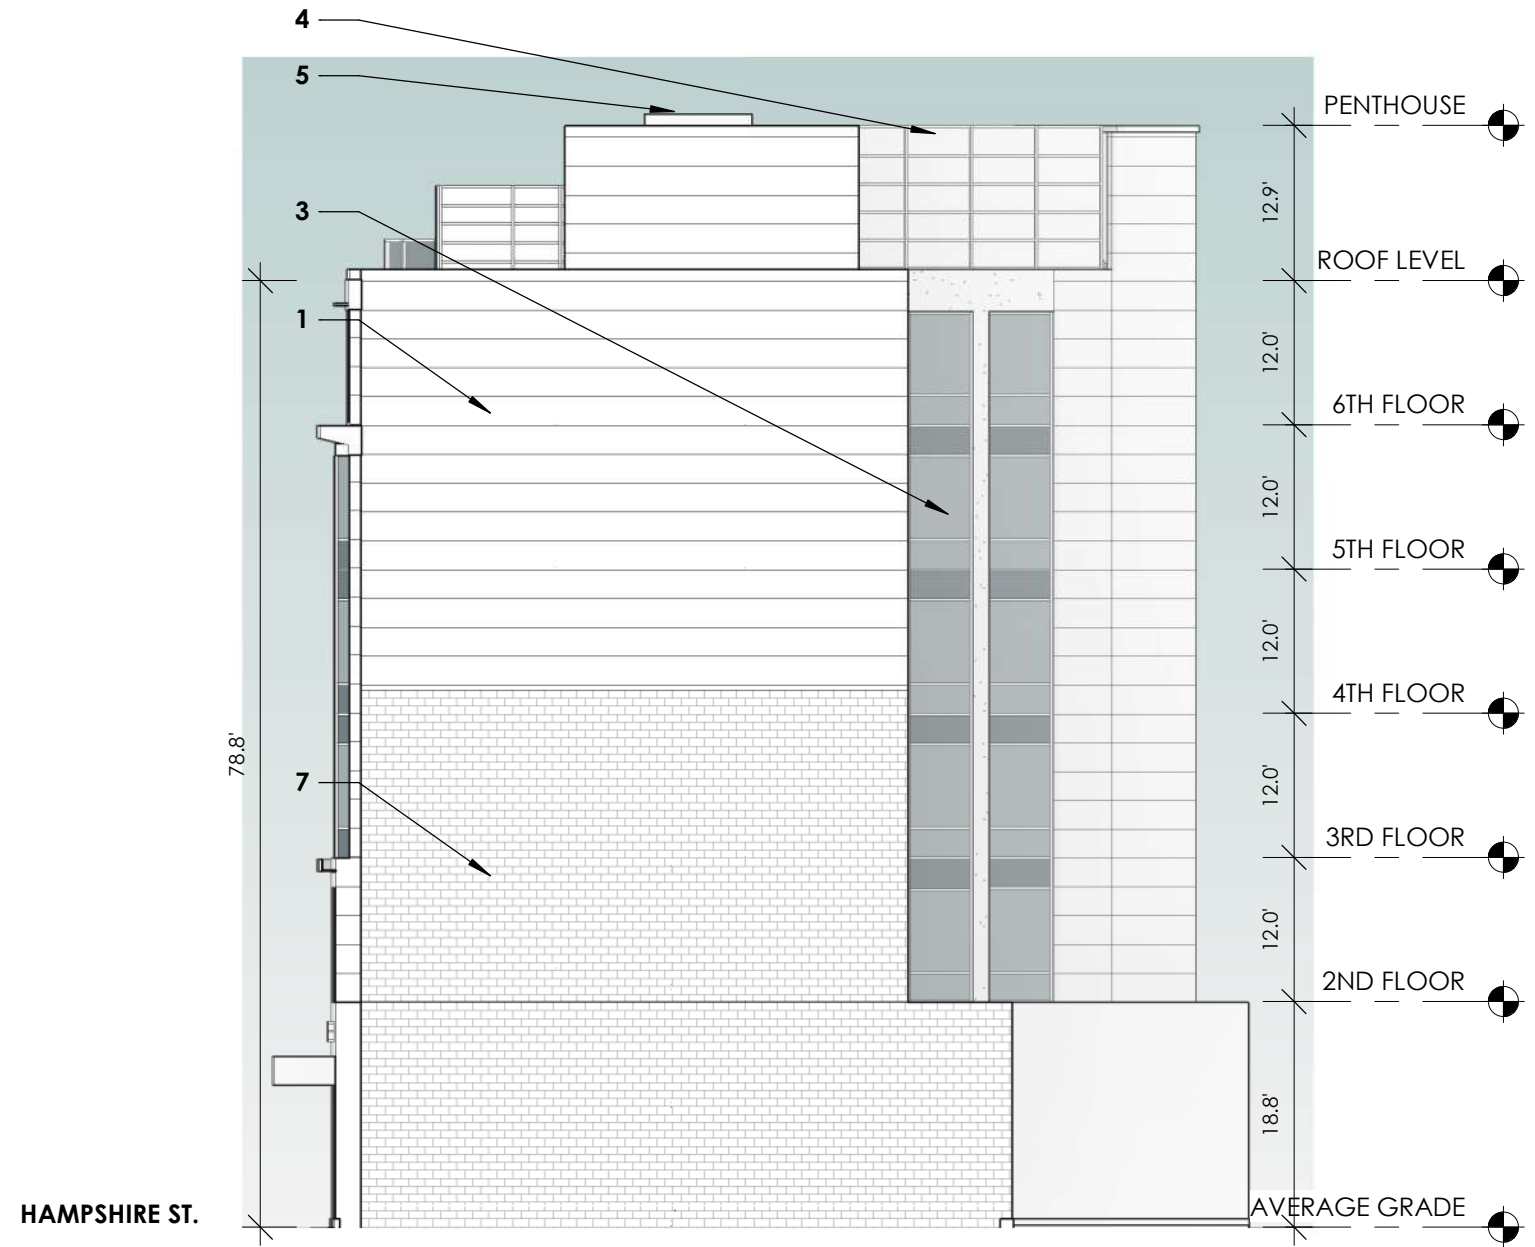 4
5
PENTHOUSE
12.9'
3
ROOF LEVEL
1
12.0'
6TH FLOOR
12.0'
5TH FLOOR
12.0'
4TH FLOOR
78.8'
7
12.0'
3RD FLOOR
12.0'
2ND FLOOR
18.8'
HAMPSHIRE ST.
AVERAGE GRADE